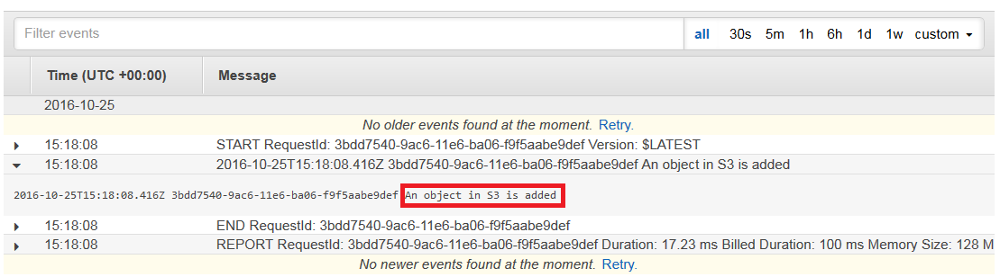 Filter events all 30s 5m 1h 6h 1d 1w custom
Time (UTC +00:00) Message
2016-10-25
No older events found at the moment. Retry.
15:18:08 START RequestId: 3bdd7540-9ac6-11e6-ba06-f9f5aabe9def Version: $LATEST
15:18:08 2016-10-25T15:18:08.416Z 3bdd7540-9ac6-11e6-ba06-f9f5aabe9def An object in S3 is added
2016-10-25T15:18:08.416Z 3bdd7540-9ac6-11e6-ba06-f9f5aabe9def An object in S3 is added
15:18:08 END RequestId: 3bdd7540-9ac6-11e6-ba06-f9f5aabe9def
15:18:08 REPORT RequestId: 3bdd7540-9ac6-11e6-ba06-f9f5aabe9def Duration: 17.23 ms Billed Duration: 100 ms Memory Size: 128 M
No newer events found at the moment. Retry.